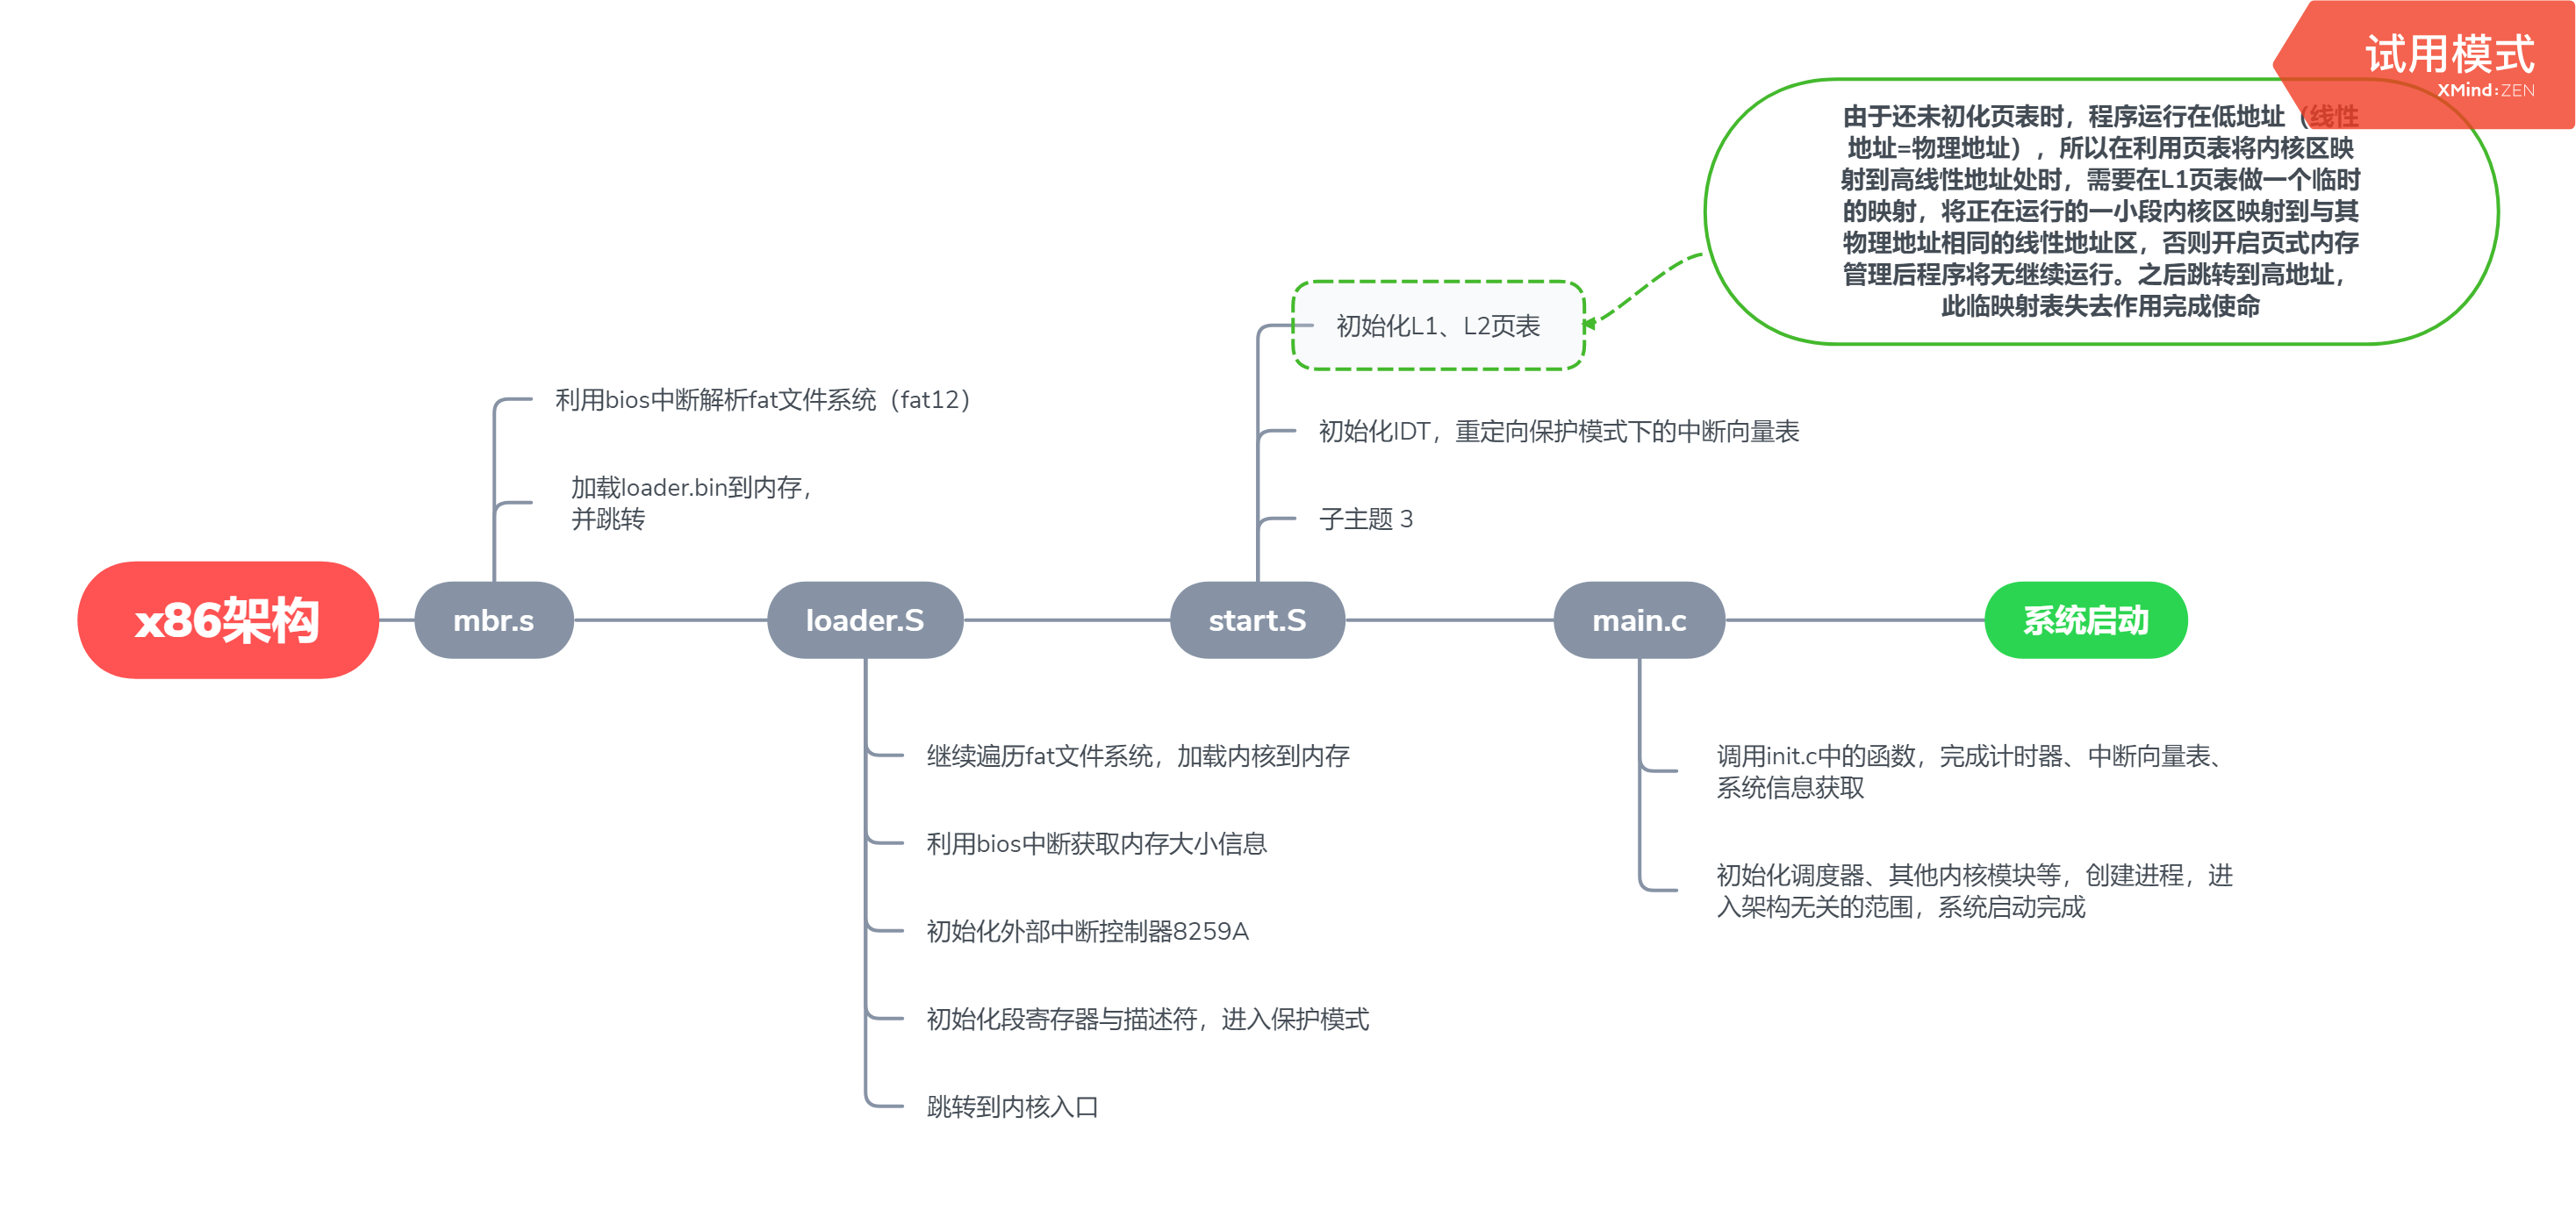 试用模式
XMind:ZEN
由于还未初化页表时，程序运行在低地址（线性
地址=物理地址），所以在利用页表将内核区映
射到高线性地址处时，需要在L1页表做一个临时
的映射，将正在运行的一小段内核区映射到与其
物理地址相同的线性地址区，否则开启页式内存
管理后程序将无继续运行。之后跳转到高地址，
此临映射表失去作用完成使命
初始化L1、L2页表
利用bios中断解析fat文件系统（fat12）
初始化IDT，重定向保护模式下的中断向量表
加载loader.bin到内存，
并跳转
子主题 3
x86架构
mbr.s
loader.S
start.S
main.c
系统启动
继续遍历fat文件系统，加载内核到内存
利用bios中断获取内存大小信息
初始化外部中断控制器8259A
初始化段寄存器与描述符，进入保护模式
跳转到内核入口
调用init.c中的函数，完成计时器、中断向量表、
系统信息获取
初始化调度器、其他内核模块等，创建进程，进
入架构无关的范围，系统启动完成